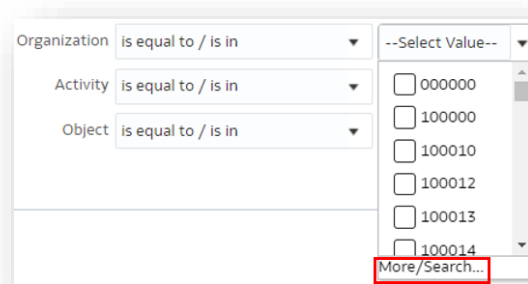 Organization is equal to / is in --Select Value--
000000
Activity is equal to / is in
100000
Object is equal to / is in
100010
100012
100013
100014
More/Search...